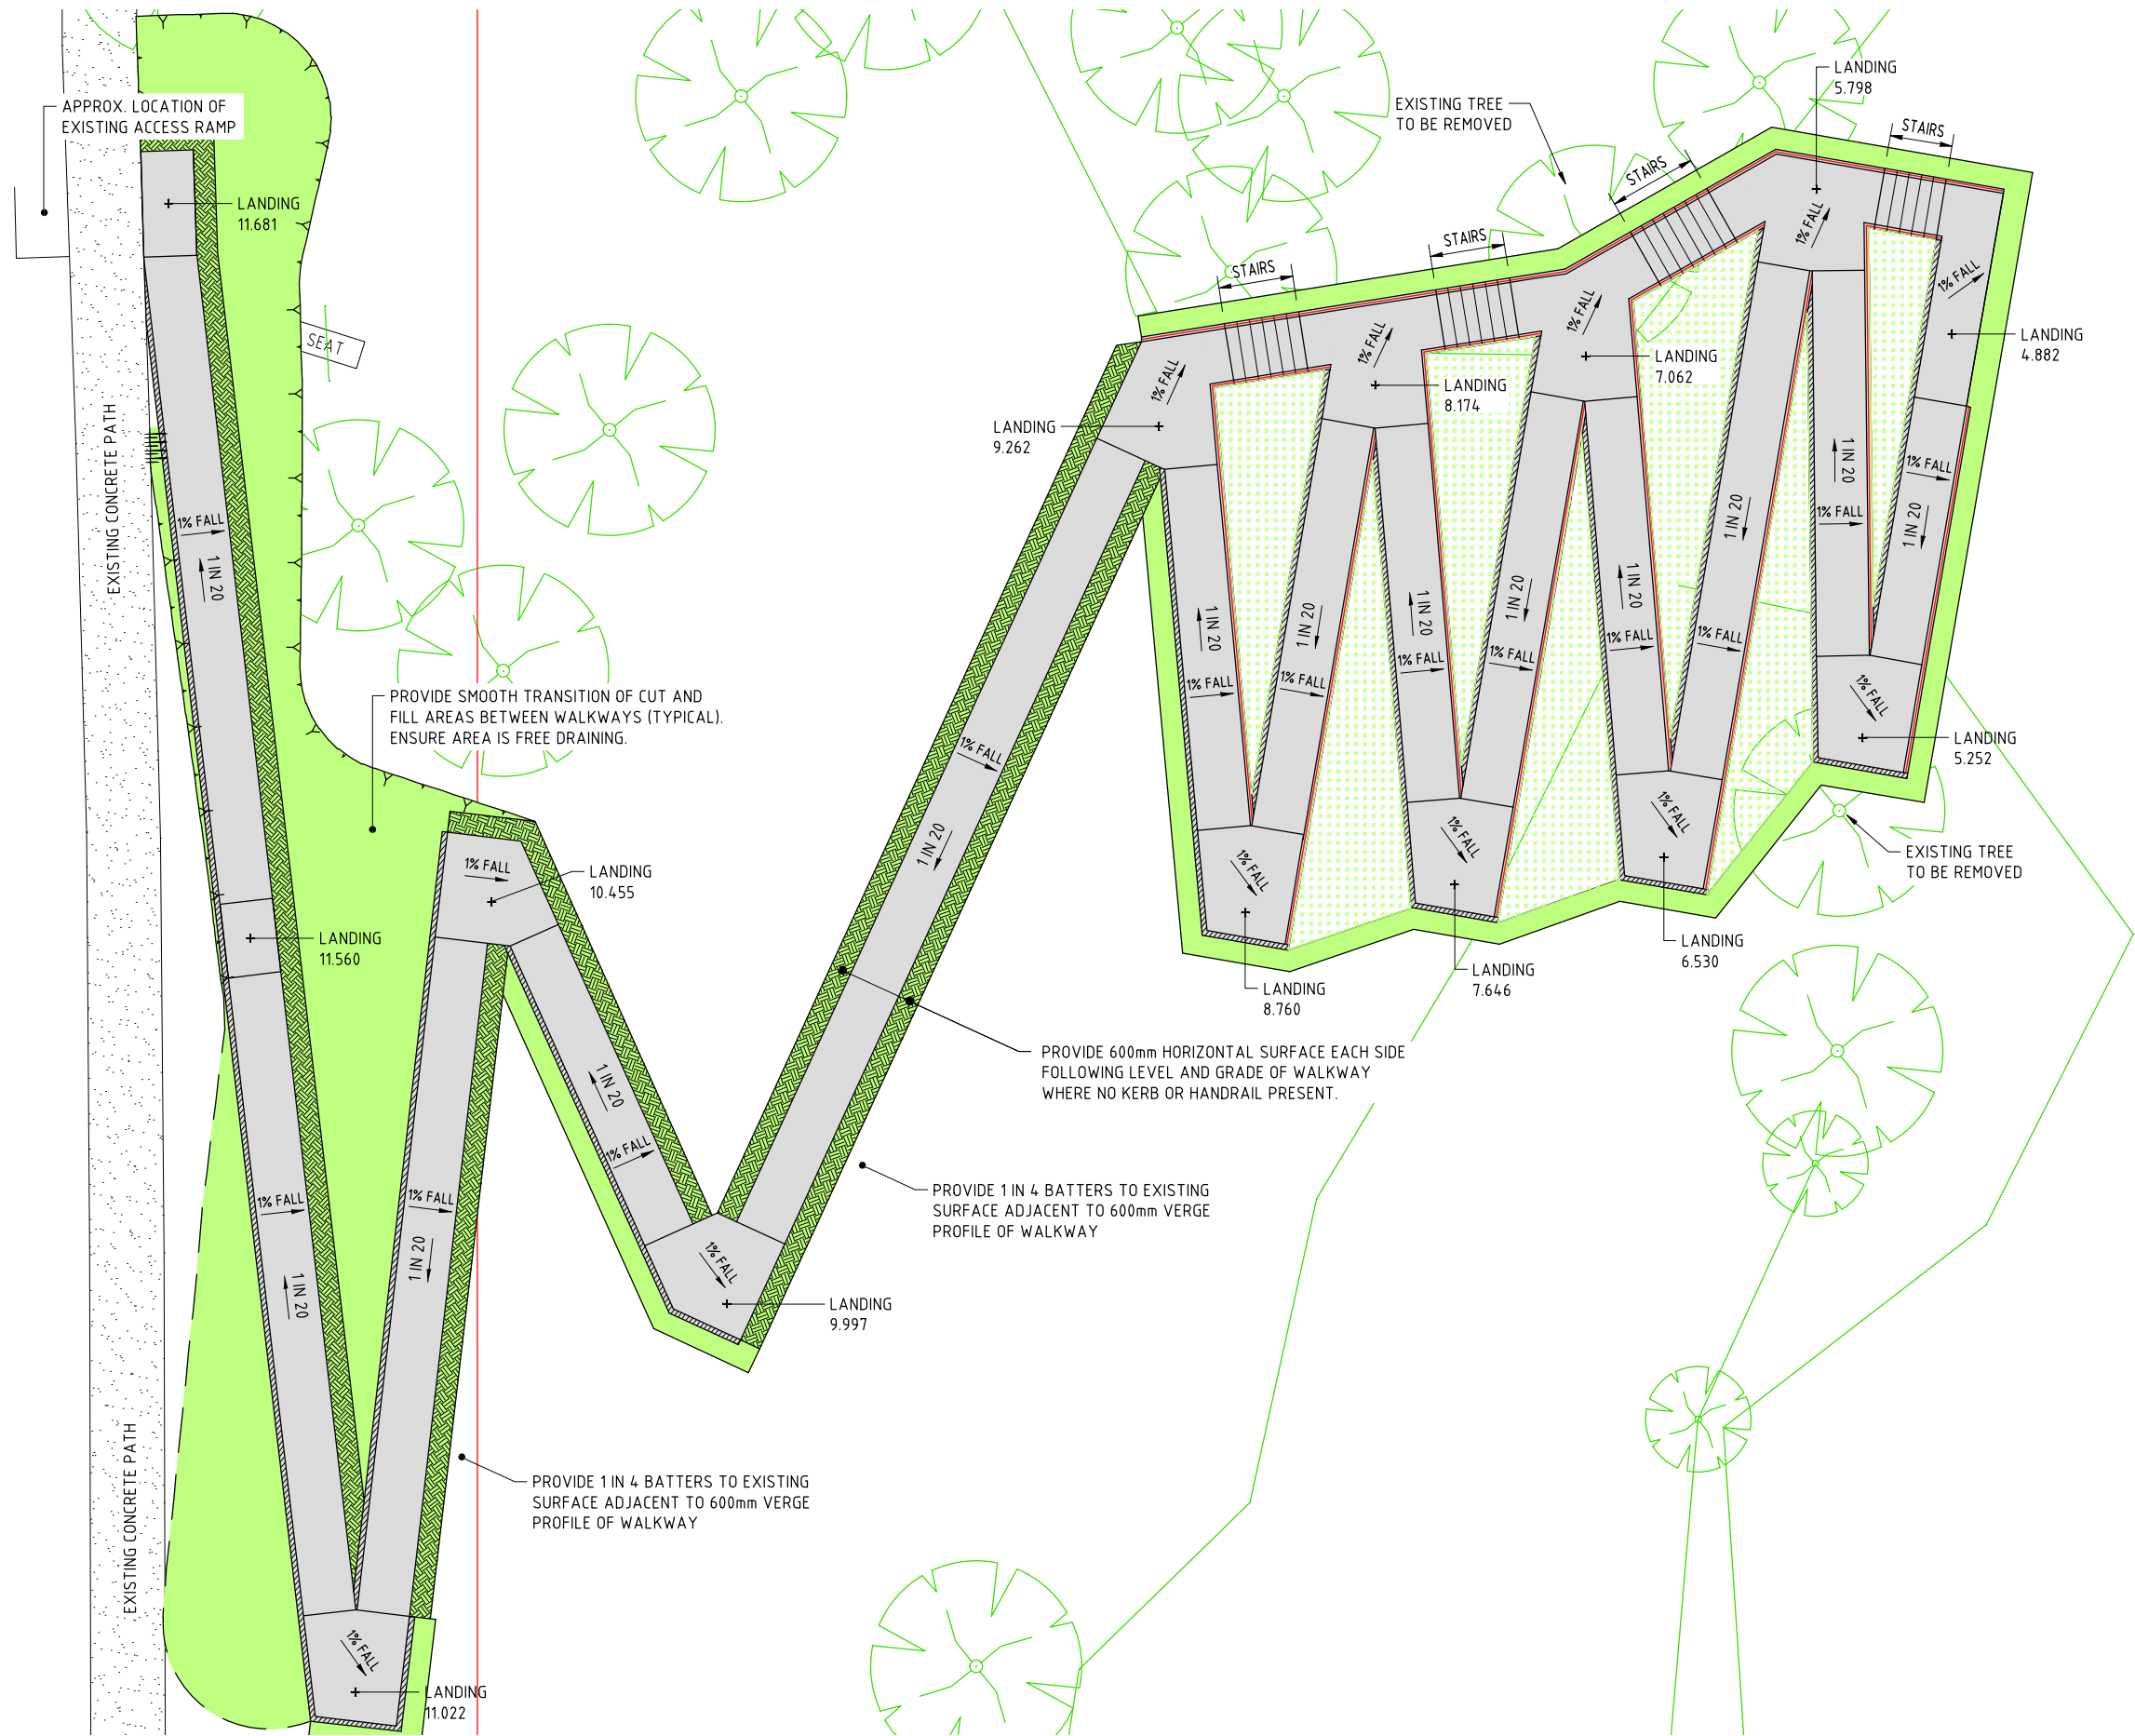 LANDING
5.798
APPROX. LOCATION OF
EXISTING ACCESS RAMP
EXISTING TREE
TO BE REMOVED
STAIRS
STAIRS
STAIRS
STAIRS
LANDING
11.681
1% FALL
1% FALL
1% FALL
1% FALL
1% FALL
SEAT
LANDING
4.882
LANDING
7.062
LANDING
8.174
LANDING
9.262
EXISTING CONCRETE PATH
1% FALL
1 IN 20
1% FALL
1 IN 20
1% FALL
1 IN 20
1 IN 20
1 IN 20
1% FALL
1 IN 20
1% FALL
1 IN 20
1% FALL
1 IN 20
1% FALL
1 IN 20
1% FALL
1% FALL
1 IN 20
PROVIDE SMOOTH TRANSITION OF CUT AND
FILL AREAS BETWEEN WALKWAYS (TYPICAL).
ENSURE AREA IS FREE DRAINING.
1% FALL
1% FALL
LANDING
5.252
1% FALL
1 IN 20
1% FALL
1% FALL
1% FALL
EXISTING TREE
TO BE REMOVED
1% FALL
LANDING
10.455
LANDING
11.560
LANDING
6.530
LANDING
7.646
LANDING
8.760
PROVIDE 600mm HORIZONTAL SURFACE EACH SIDE
FOLLOWING LEVEL AND GRADE OF WALKWAY
WHERE NO KERB OR HANDRAIL PRESENT.
1 IN 20
1% FALL
PROVIDE 1 IN 4 BATTERS TO EXISTING
SURFACE ADJACENT TO 600mm VERGE
PROFILE OF WALKWAY
1% FALL
1% FALL
1 IN 20
1 IN 20
1% FALL
LANDING
9.997
EXISTING CONCRETE PATH
PROVIDE 1 IN 4 BATTERS TO EXISTING
SURFACE ADJACENT TO 600mm VERGE
PROFILE OF WALKWAY
1% FALL
LANDING
11.022